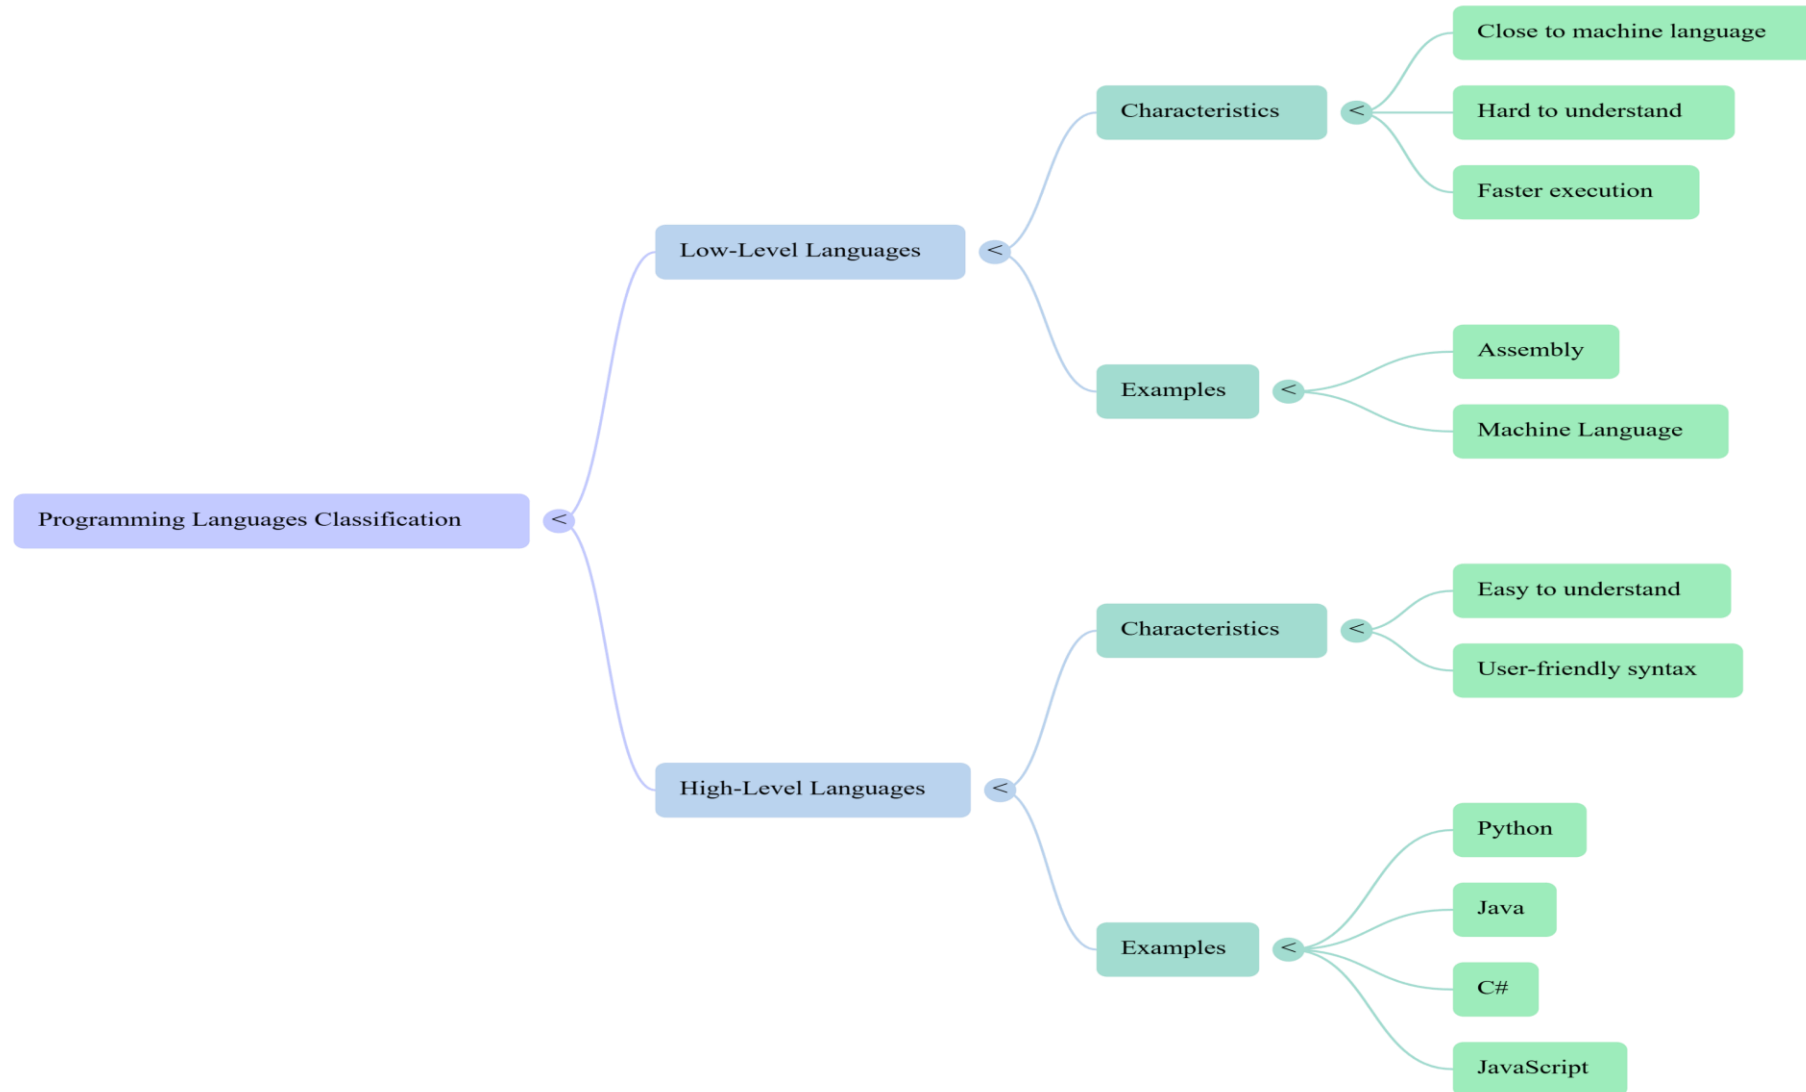 Programming Languages Classification
<
Low-Level Languages
<
Characteristics
<
Close to machine language
Hard to understand
Faster execution
Examples
<
Assembly
Machine Language
High-Level Languages
<
Characteristics
<
Easy to understand
User-friendly syntax
Examples
<
Python
Java
C#
JavaScript